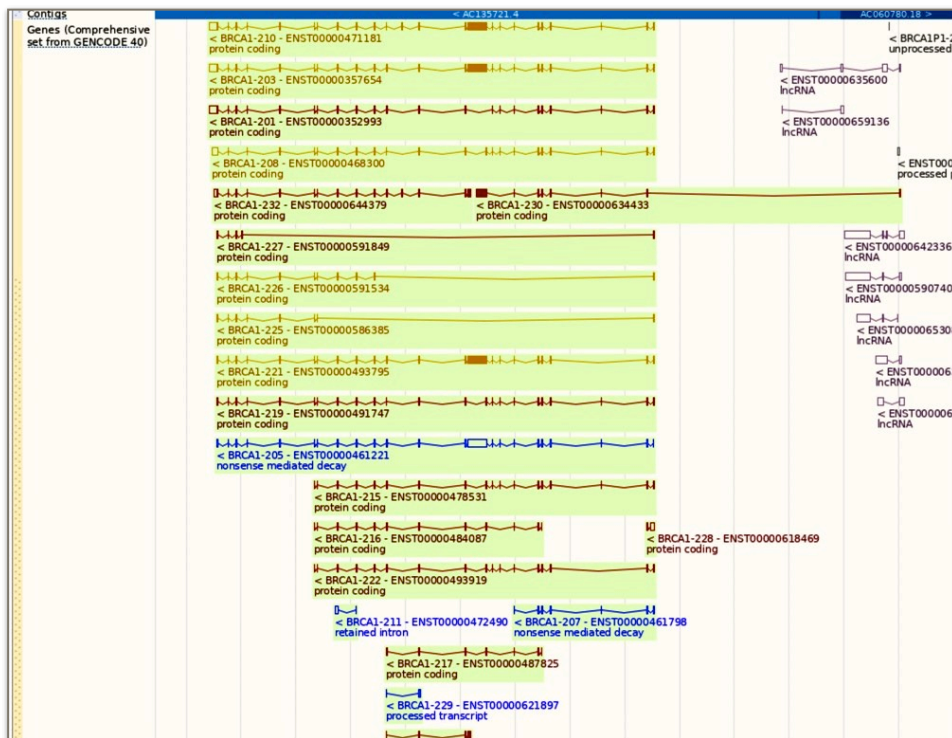 Contigs
< AC135721.4
AC060780.18 >
Genes (Comprehensive
set from GENCODE 40)
< BRCA1-210 - ENST00000471181
protein coding
< BRCA1P1-2
unprocessed
< BRCA1-203 - ENST00000357654
protein coding
< ENST00000635600
lncRNA
< BRCA1-201 - ENST00000352993
protein coding
< ENST00000659136
lncRNA
< BRCA1-208 - ENST00000468300
protein coding
< ENST000
processed p
< BRCA1-232 - ENST00000644379
protein coding
< BRCA1-230 - ENST00000634433
protein coding
< BRCA1-227 - ENST00000591849
protein coding
< ENST00000642336
lncRNA
< BRCA1-226 - ENST00000591534
protein coding
< ENST00000590740
lncRNA
< BRCA1-225 - ENST00000586385
protein coding
< ENST000006530
lncRNA
< BRCA1-221 - ENST00000493795
protein coding
< ENST000006
lncRNA
< BRCA1-219 - ENST00000491747
protein coding
< ENST000006
lncRNA
< BRCA1-205 - ENST00000461221
nonsense mediated decay
< BRCA1-215 - ENST00000478531
protein coding
< BRCA1-216 - ENST00000484087
protein coding
< BRCA1-228 - ENST00000618469
protein coding
< BRCA1-222 - ENST00000493919
protein coding
< BRCA1-211 - ENST00000472490
retained intron
< BRCA1-207 - ENST00000461798
nonsense mediated decay
< BRCA1-217 - ENST00000487825
protein coding
< BRCA1-229 - ENST00000621897
processed transcript